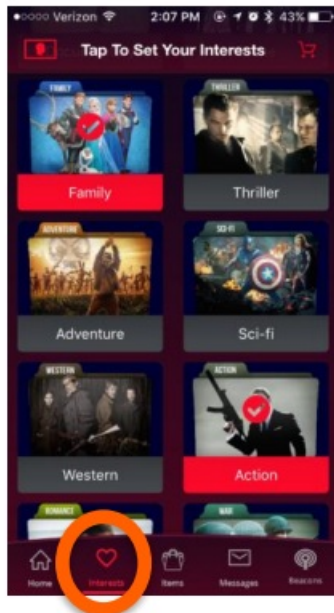 Verizon 2:07 PM 43%
Tap To Set Your Interests
FAMILY THRILLER
Family Thriller
ADVENTURE SCI-FI
Adventure Sci-fi
WESTERN ACTION
Western Action
ROMANCE WAR
Home Interests Items Messages Beacons